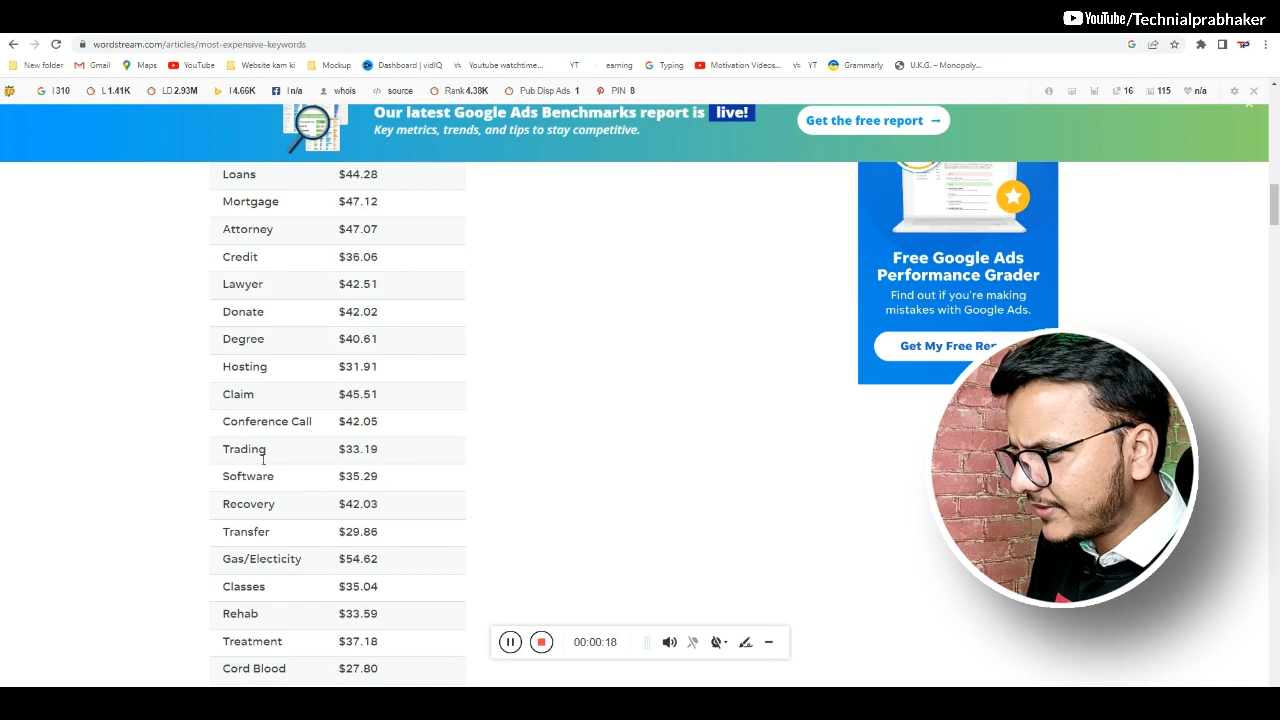 YouTube/Technialprabhaker
wordstream.com/articles/most-expensive-keywords
New folder Gmail Maps YouTube Website kam ki Mockup Dashboard | vidIQ Youtube watchtime... YT earning Typing Motivation Videos... YT Grammarly U.K.G. – Monopoly...
I 310 L 1.41K LD 2.93M I 4.66K I n/a whois source Rank 4.38K Pub Disp Ads 1 PIN 8 16 115 n/a
Our latest Google Ads Benchmarks report is live!
Key metrics, trends, and tips to stay competitive.
Get the free report →
Loans $44.28
Mortgage $47.12
Attorney $47.07
Credit $36.06
Lawyer $42.51
Donate $42.02
Degree $40.61
Hosting $31.91
Claim $45.51
Conference Call $42.05
Trading $33.19
Software $35.29
Recovery $42.03
Transfer $29.86
Gas/Electicity $54.62
Classes $35.04
Rehab $33.59
Treatment $37.18
Cord Blood $27.80
Free Google Ads
Performance Grader
Find out if you're making
mistakes with Google Ads.
Get My Free
00:00:18